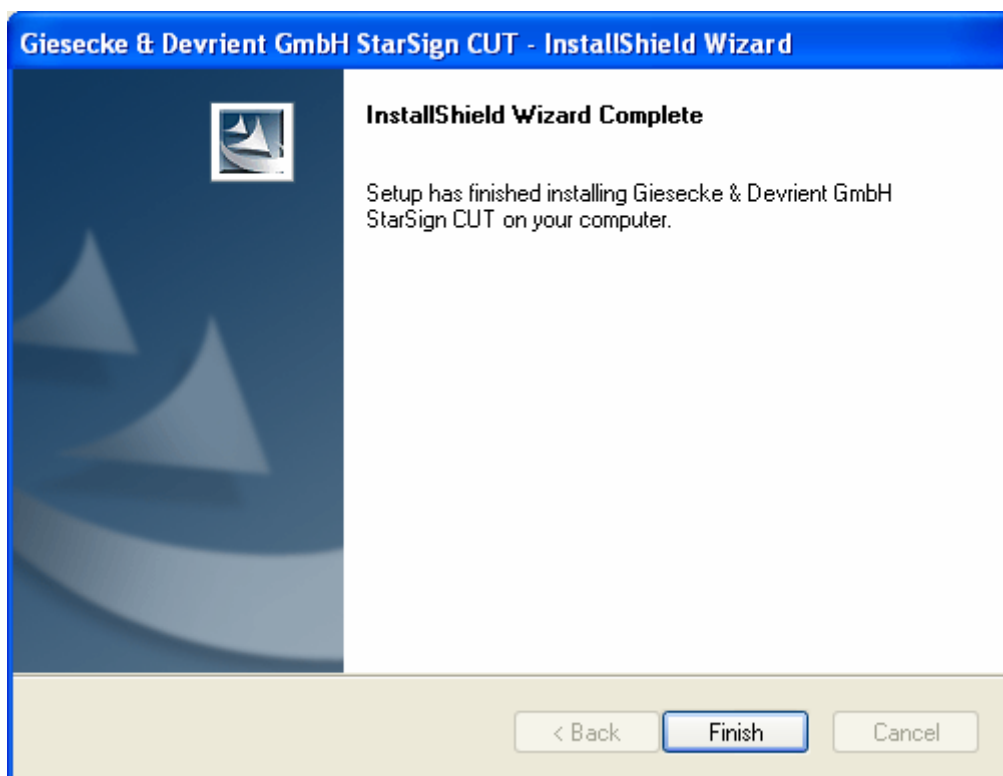 Giesecke & Devrient GmbH StarSign CUT - InstallShield Wizard
InstallShield Wizard Complete
Setup has finished installing Giesecke & Devrient GmbH
StarSign CUT on your computer.
< Back
Finish
Cancel